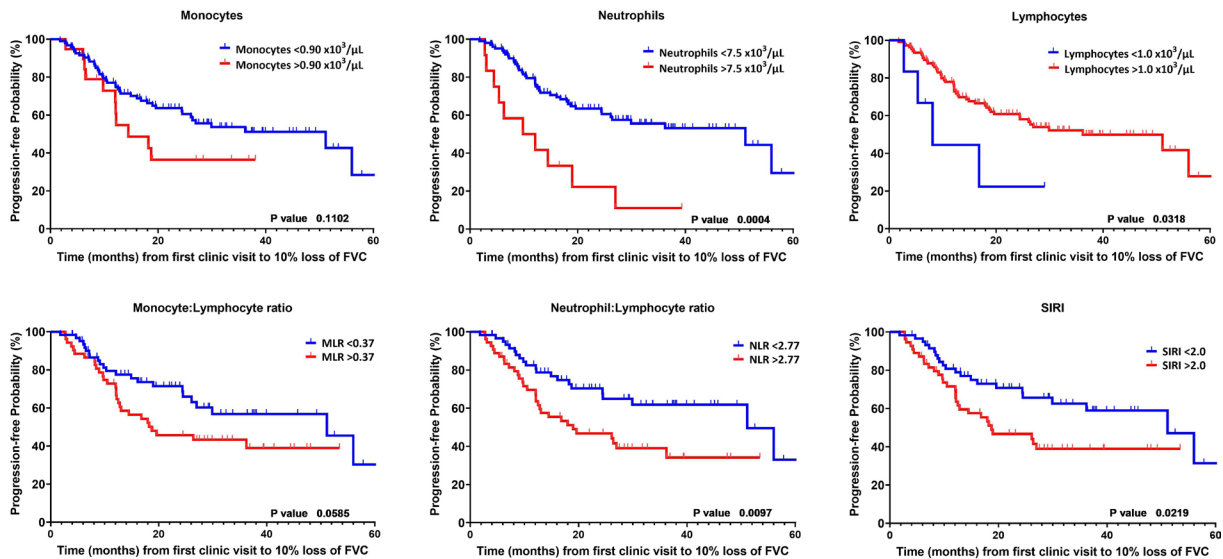 Monocytes
Progression-free Probability (%)
100
80
60
40
20
0
Monocytes <0.90 x10³/µL
Monocytes >0.90 x10³/µL
P value 0.1102
0 20 40 60
Time (months) from first clinic visit to 10% loss of FVC
Neutrophils
Progression-free Probability (%)
100
80
60
40
20
0
Neutrophils <7.5 x10³/µL
Neutrophils >7.5 x10³/µL
P value 0.0004
0 20 40 60
Time (months) from first clinic visit to 10% loss of FVC
Lymphocytes
Progression-free Probability (%)
100
80
60
40
20
0
Lymphocytes <1.0 x10³/µL
Lymphocytes >1.0 x10³/µL
P value 0.0318
0 20 40 60
Time (months) from first clinic visit to 10% loss of FVC
Monocyte:Lymphocyte ratio
Progression-free Probability (%)
100
80
60
40
20
0
MLR <0.37
MLR >0.37
P value 0.0585
0 20 40 60
Time (months) from first clinic visit to 10% loss of FVC
Neutrophil:Lymphocyte ratio
Progression-free Probability (%)
100
80
60
40
20
0
NLR <2.77
NLR >2.77
P value 0.0097
0 20 40 60
Time (months) from first clinic visit to 10% loss of FVC
SIRI
Progression-free Probability (%)
100
80
60
40
20
0
SIRI <2.0
SIRI >2.0
P value 0.0219
0 20 40 60
Time (months) from first clinic visit to 10% loss of FVC